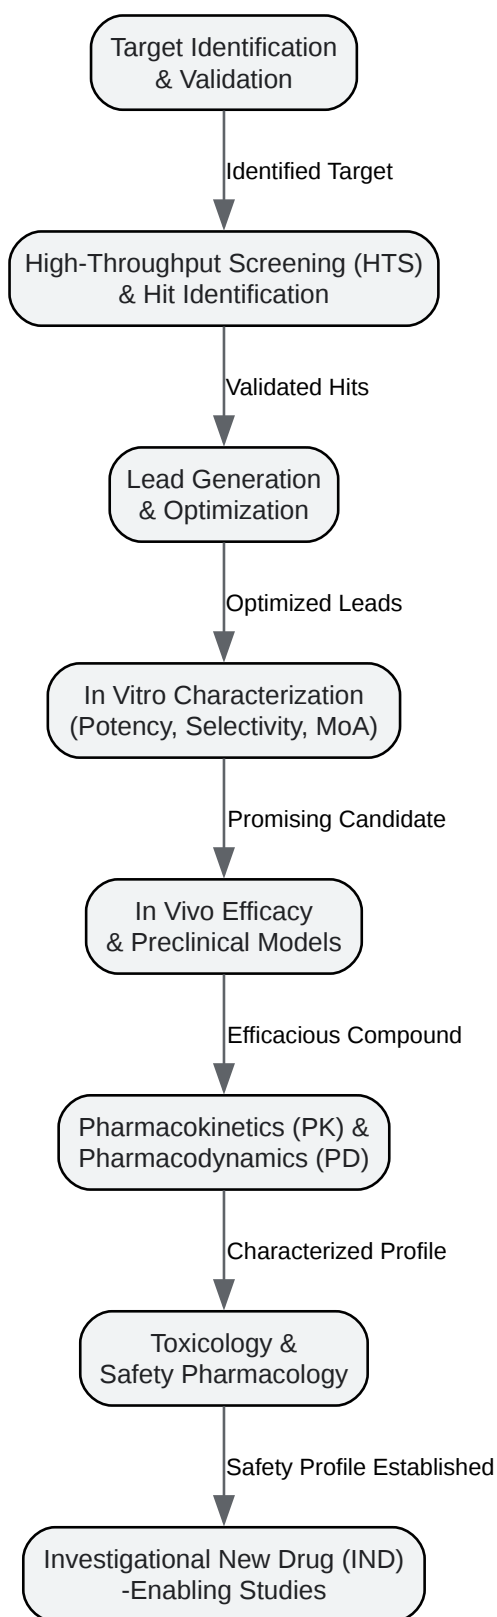 Target Identification
& Validation
Identified Target
High-Throughput Screening (HTS)
& Hit Identification
Validated Hits
Lead Generation
& Optimization
Optimized Leads
In Vitro Characterization
(Potency, Selectivity, MoA)
Promising Candidate
In Vivo Efficacy
& Preclinical Models
Efficacious Compound
Pharmacokinetics (PK) &
Pharmacodynamics (PD)
Characterized Profile
Toxicology &
Safety Pharmacology
Safety Profile Established
Investigational New Drug (IND)
-Enabling Studies